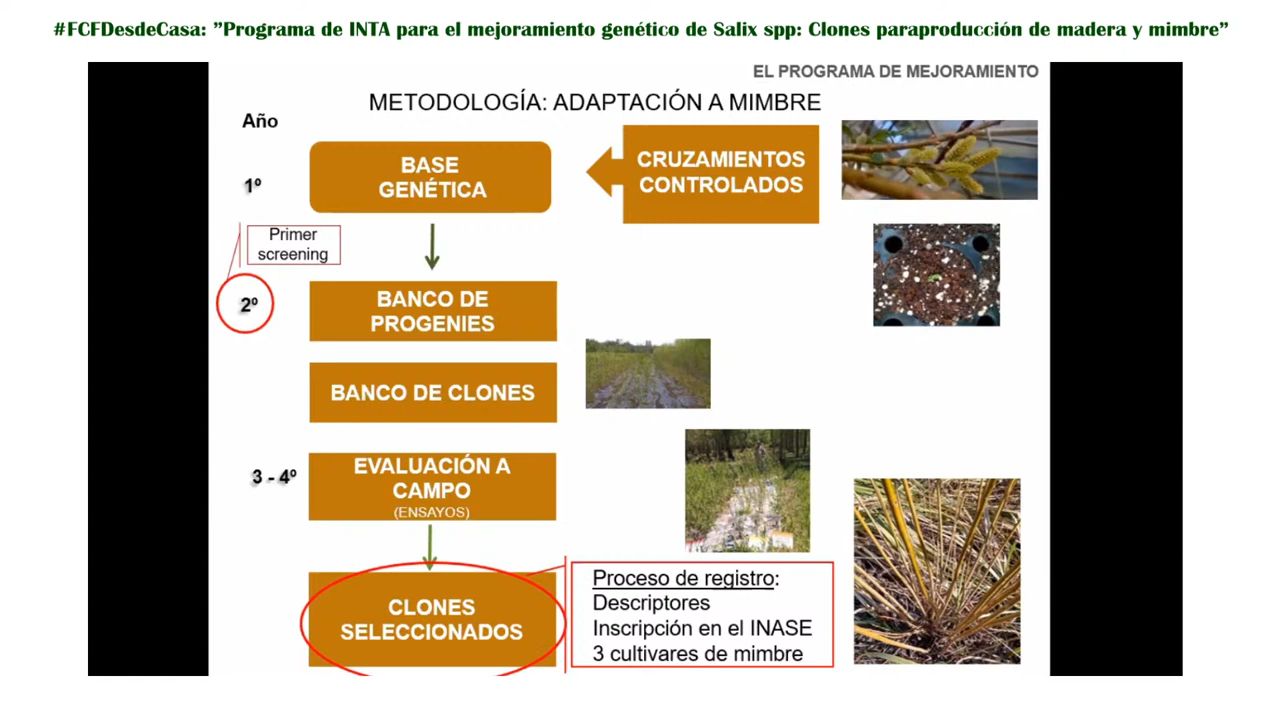 #FCFDesdeCasa: ”Programa de INTA para el mejoramiento genético de Salix spp: Clones paraproducción de madera y mimbre”
EL PROGRAMA DE MEJORAMIENTO
METODOLOGÍA: ADAPTACIÓN A MIMBRE
Año
1º
BASE
GENÉTICA
CRUZAMIENTOS
CONTROLADOS
Primer
screening
2º
BANCO DE
PROGENIES
BANCO DE CLONES
3 - 4º
EVALUACIÓN A
CAMPO
(ENSAYOS)
CLONES
SELECCIONADOS
Proceso de registro:
Descriptores
Inscripción en el INASE
3 cultivares de mimbre